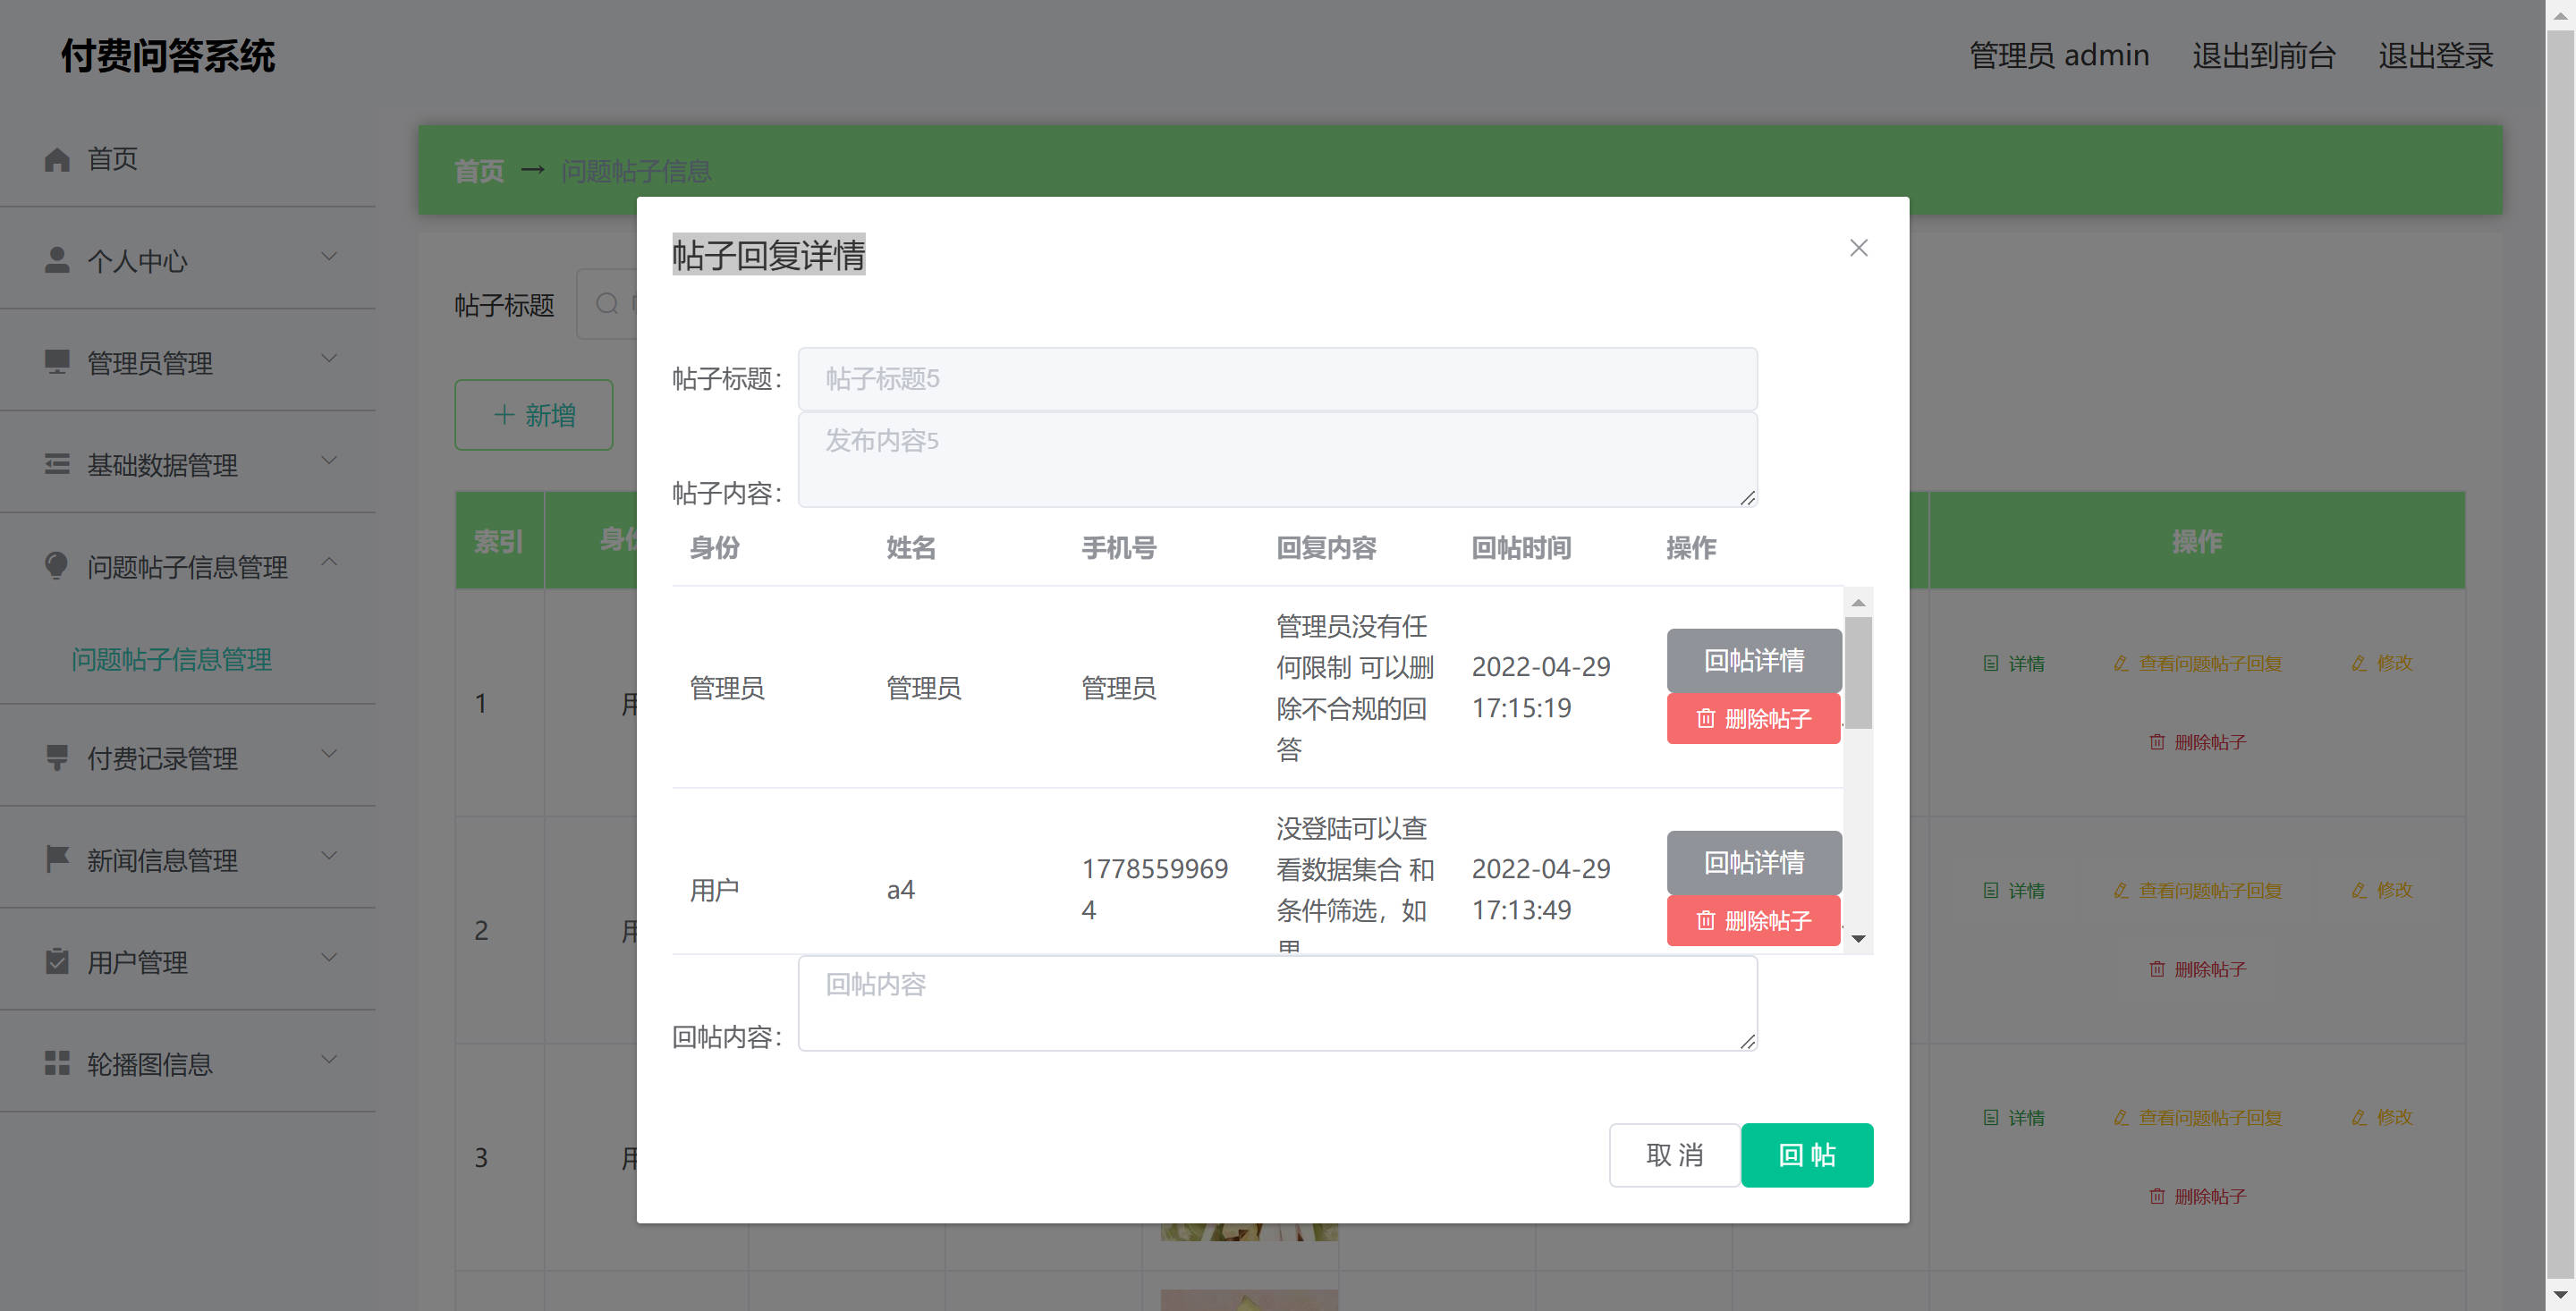 付费问答系统
管理员 admin 退出到前台 退出登录
首页
个人中心
管理员管理
基础数据管理
问题帖子信息管理
问题帖子信息管理
付费记录管理
新闻信息管理
用户管理
轮播图信息
首页 → 问题帖子信息
帖子标题
新增
索引 操作
1
详情 查看问题帖子回复 修改
删除帖子
2
详情 查看问题帖子回复 修改
删除帖子
3
详情 查看问题帖子回复 修改
删除帖子
帖子回复详情
帖子标题: 帖子标题5
帖子内容: 发布内容5
身份 姓名 手机号 回复内容 回帖时间 操作
管理员 管理员 管理员
管理员没有任
何限制 可以删
除不合规的回
答
2022-04-29
17:15:19
回帖详情
删除帖子
用户 a4
1778559969
4
没登陆可以查
看数据集合 和
条件筛选，如
2022-04-29
17:13:49
回帖详情
删除帖子
回帖内容: 回帖内容
取 消 回 帖